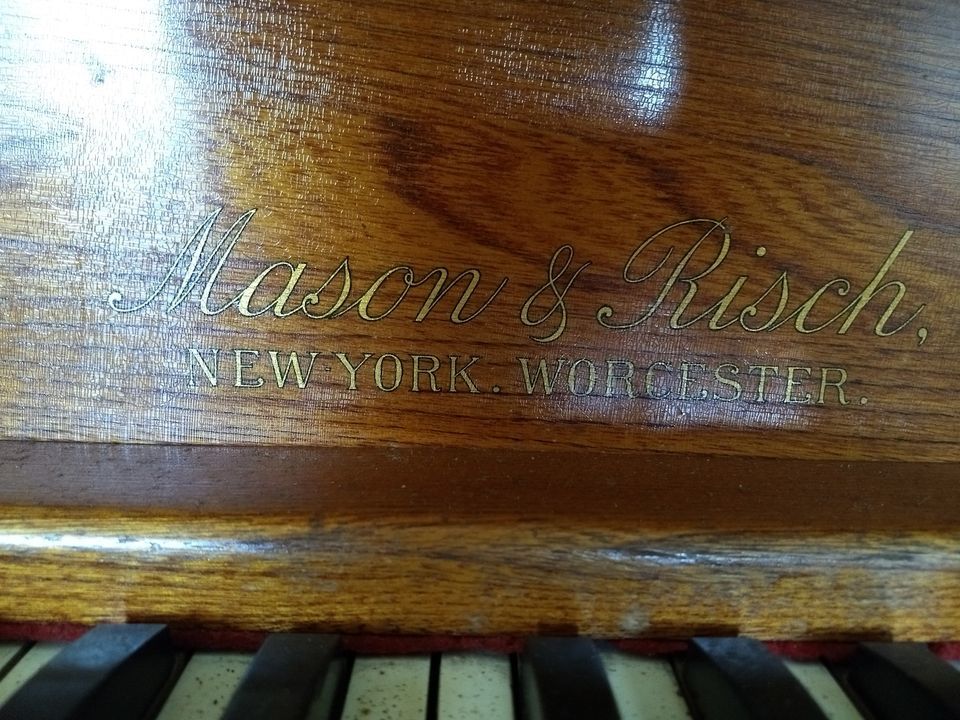 Mason & Risch,
NEW-YORK. WORCESTER.